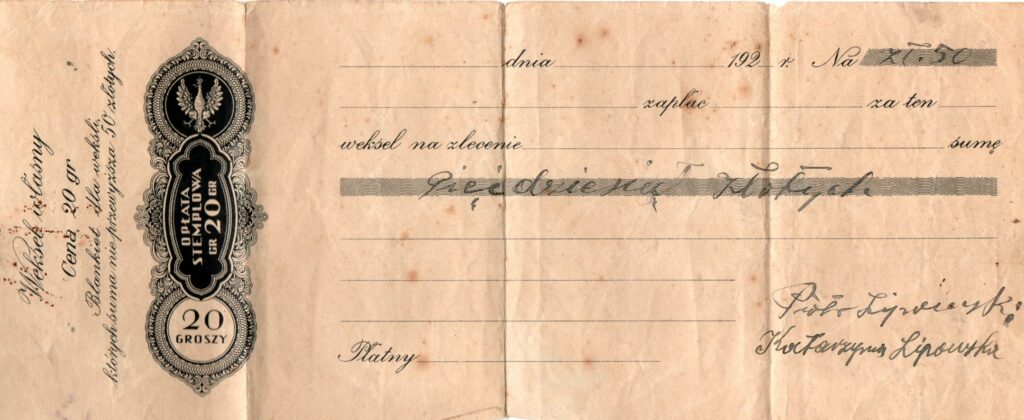 Weksel własny
Cena 20 gr
Blankiet dla weksli,
których suma nie przewyższa 50 złotych.
OPŁATA
STEMPLOWA
GR 20 GR
20
GROSZY
dnia 192 r. Na zł. 50
zapłac za ten
weksel na zlecenie sumę
Pięćdziesiąt Złotych
Piotr
Płatny Katarzyna Lipowska